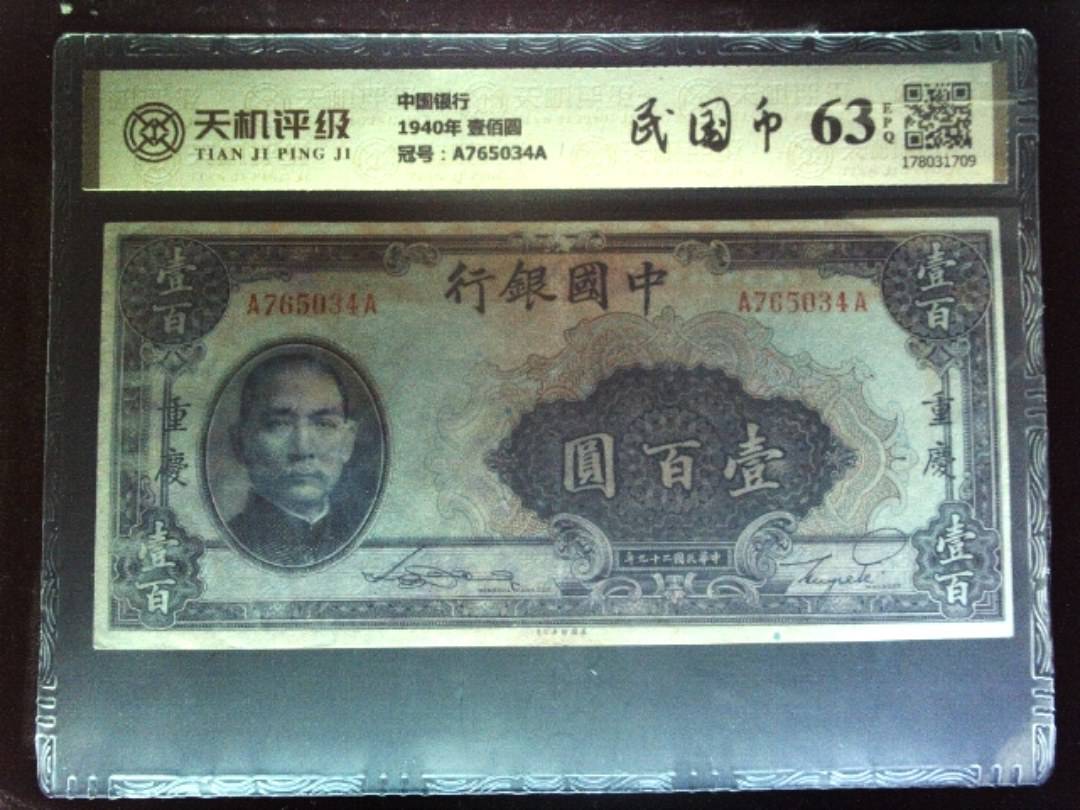 天机评级
TIAN JI PING JI
中国银行
1940年 壹佰圆
冠号：A765034A
民国币
63
EPQ
178031709
行銀國中
A765034A
A765034A
壹百
壹百
重慶
重慶
圓百壹
年九十二國民華中
壹百
壹百